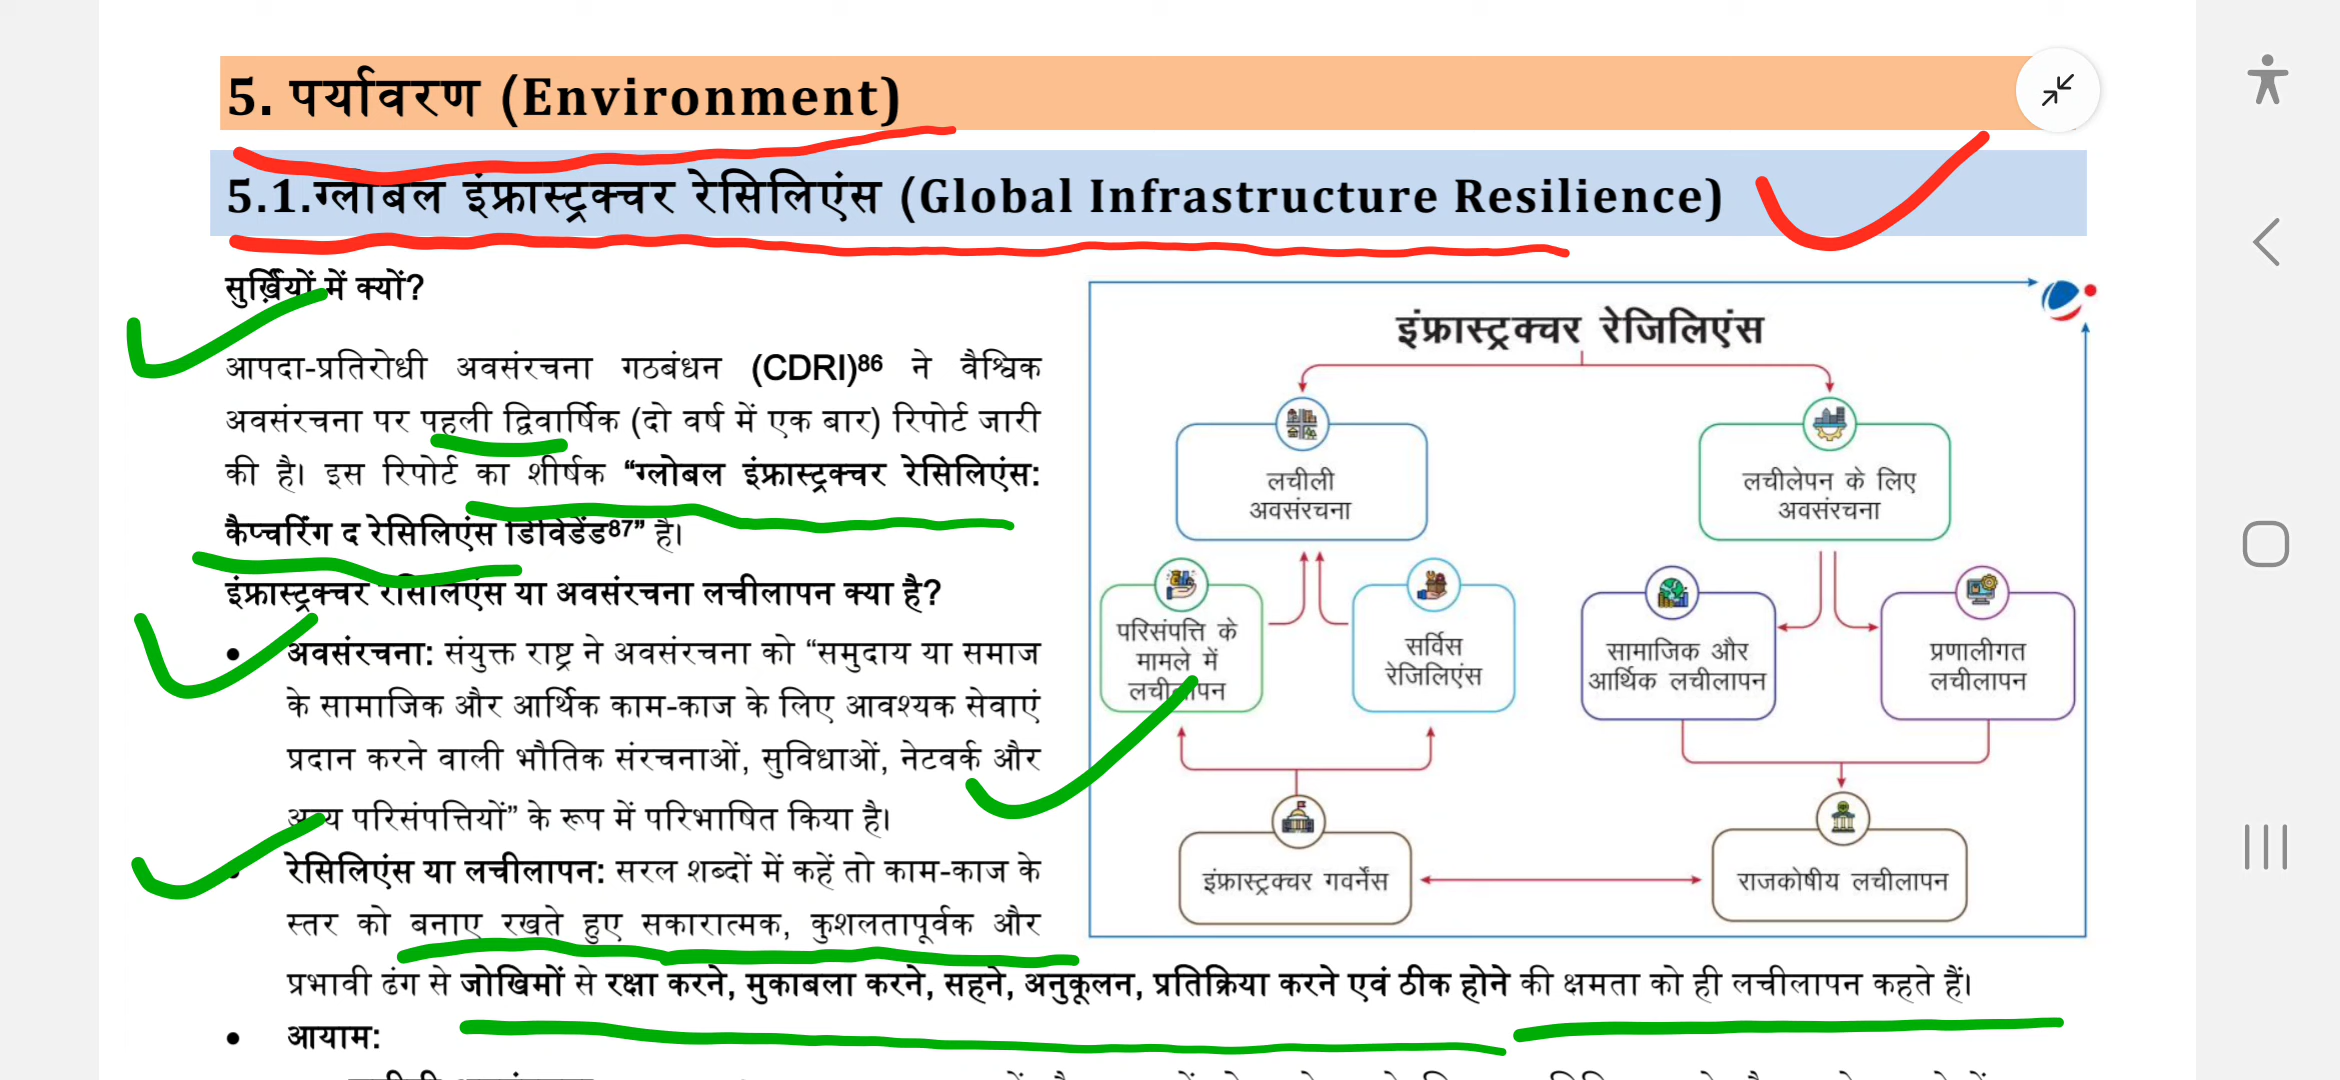 5. पर्यावरण (Environment)
5.1.ग्लोबल इंफ्रास्ट्रक्चर रेसिलिएंस (Global Infrastructure Resilience)
सुर्ख़ियों में क्यों?
आपदा-प्रतिरोधी अवसंरचना गठबंधन (CDRI)86 ने वैश्विक
अवसंरचना पर पहली द्विवार्षिक (दो वर्ष में एक बार) रिपोर्ट जारी
की है। इस रिपोर्ट का शीर्षक “ग्लोबल इंफ्रास्ट्रक्चर रेसिलिएंस:
कैप्चरिंग द रेसिलिएंस डिविडेंड87” है।
इंफ्रास्ट्रक्चर रेसिलिएंस या अवसंरचना लचीलापन क्या है?
• अवसंरचना: संयुक्त राष्ट्र ने अवसंरचना को “समुदाय या समाज
के सामाजिक और आर्थिक काम-काज के लिए आवश्यक सेवाएं
प्रदान करने वाली भौतिक संरचनाओं, सुविधाओं, नेटवर्क और
अन्य परिसंपत्तियों” के रूप में परिभाषित किया है।
• रेसिलिएंस या लचीलापन: सरल शब्दों में कहें तो काम-काज के
स्तर को बनाए रखते हुए सकारात्मक, कुशलतापूर्वक और
प्रभावी ढंग से जोखिमों से रक्षा करने, मुकाबला करने, सहने, अनुकूलन, प्रतिक्रिया करने एवं ठीक होने की क्षमता को ही लचीलापन कहते हैं।
• आयाम:
इंफ्रास्ट्रक्चर रेजिलिएंस
लचीली
अवसंरचना
लचीलेपन के लिए
अवसंरचना
परिसंपत्ति के
मामले में
लचीलापन
सर्विस
रेजिलिएंस
सामाजिक और
आर्थिक लचीलापन
प्रणालीगत
लचीलापन
इंफ्रास्ट्रक्चर गवर्नेंस
राजकोषीय लचीलापन